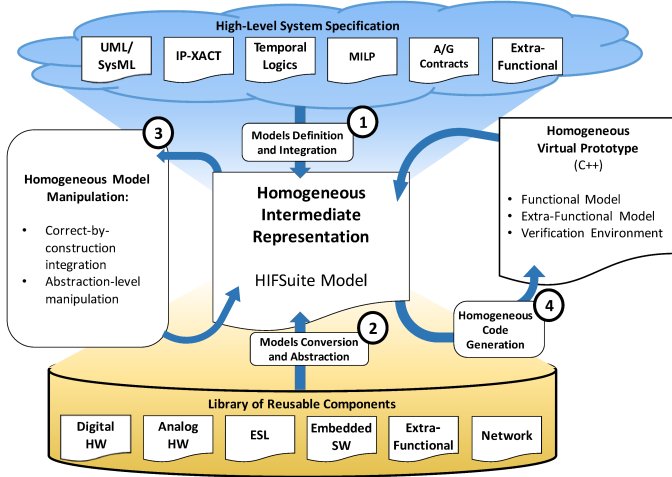 High-Level System Specification
UML/
SysML
IP-XACT
Temporal
Logics
MILP
A/G
Contracts
Extra-
Functional
1
Models Definition
and Integration
3
Homogeneous Model
Manipulation:
• Correct-by-
construction
integration
• Abstraction-level
manipulation
Homogeneous
Intermediate
Representation
HIFSuite Model
Homogeneous
Virtual Prototype
(C++)
• Functional Model
• Extra-Functional Model
• Verification Environment
4
Homogeneous
Code
Generation
2
Models Conversion
and Abstraction
Library of Reusable Components
Digital
HW
Analog
HW
ESL
Embedded
SW
Extra-
Functional
Network